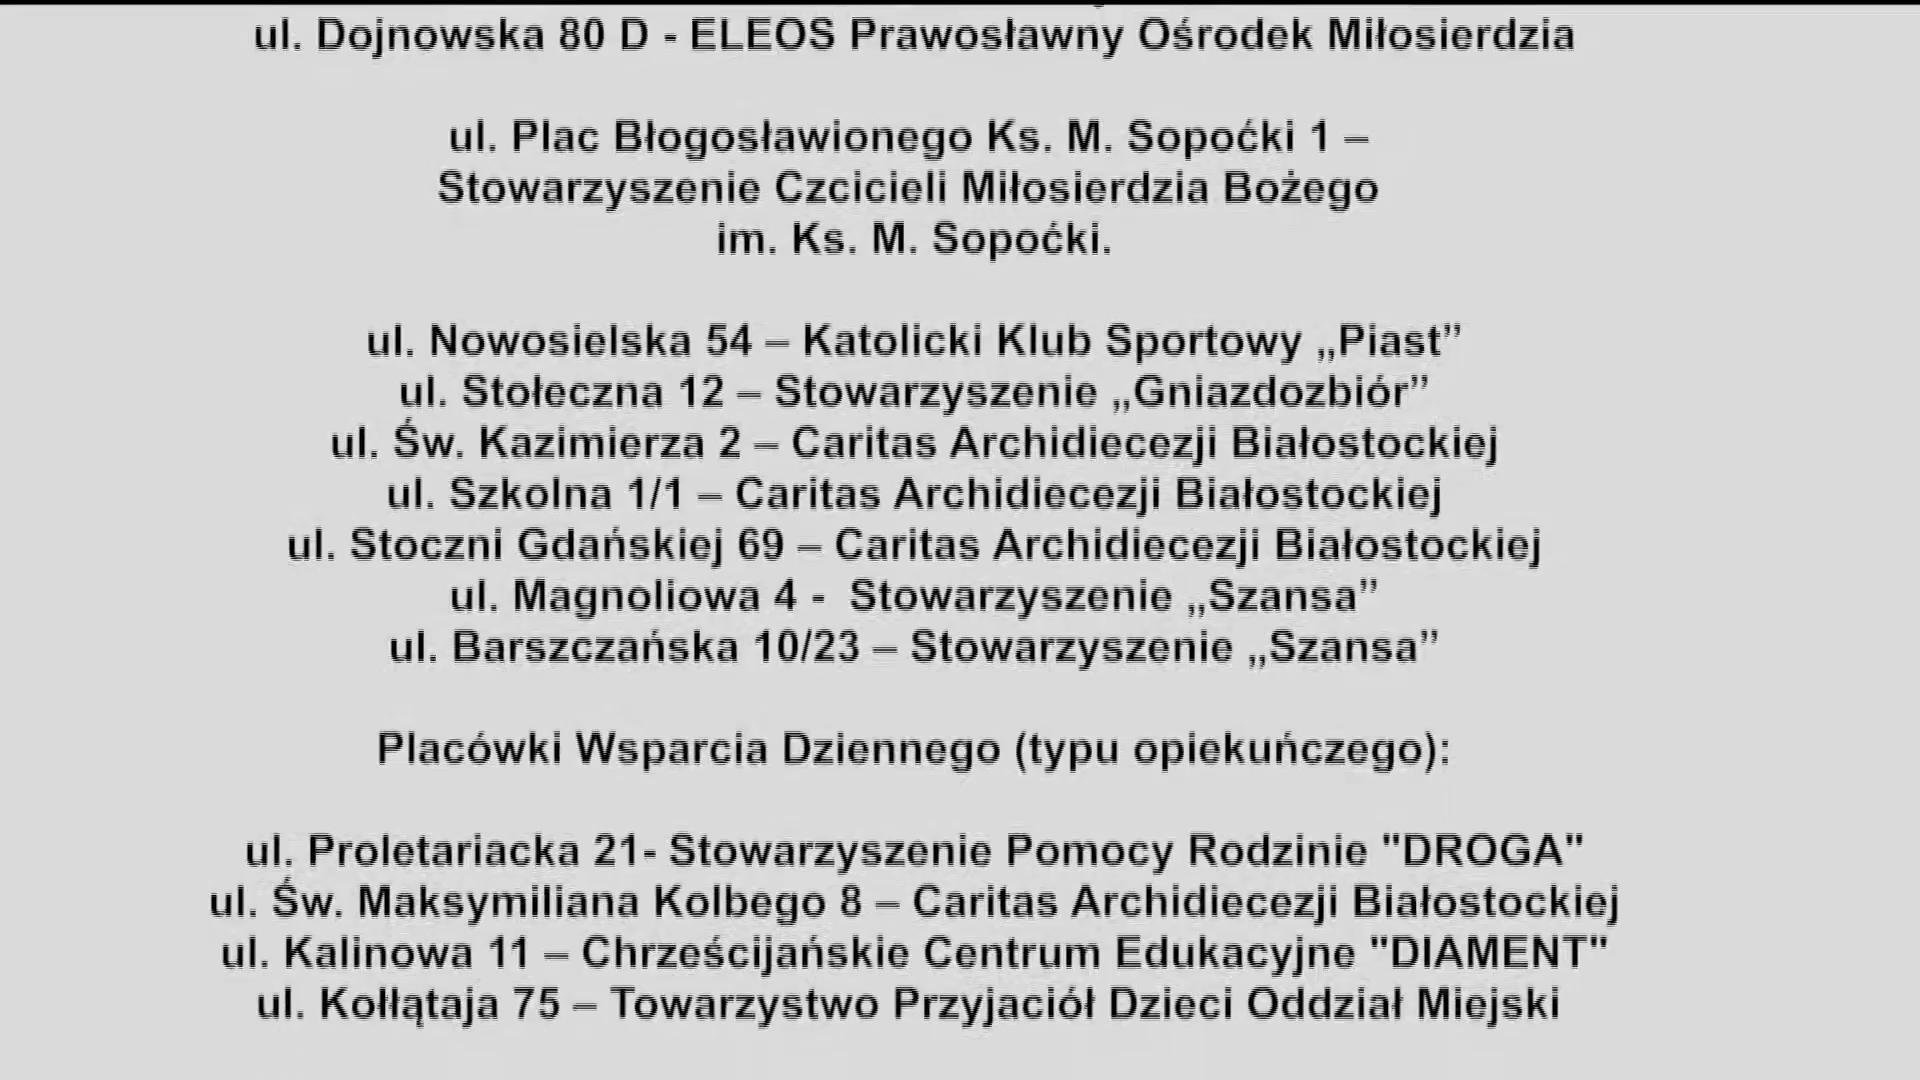 ul. Dojnowska 80 D - ELEOS Prawosławny Ośrodek Miłosierdzia
ul. Plac Błogosławionego Ks. M. Sopoćki 1 –
Stowarzyszenie Czcicieli Miłosierdzia Bożego
im. Ks. M. Sopoćki.
ul. Nowosielska 54 – Katolicki Klub Sportowy „Piast”
ul. Stołeczna 12 – Stowarzyszenie „Gniazdozbiór”
ul. Św. Kazimierza 2 – Caritas Archidiecezji Białostockiej
ul. Szkolna 1/1 – Caritas Archidiecezji Białostockiej
ul. Stoczni Gdańskiej 69 – Caritas Archidiecezji Białostockiej
ul. Magnoliowa 4 -  Stowarzyszenie „Szansa”
ul. Barszczańska 10/23 – Stowarzyszenie „Szansa”
Placówki Wsparcia Dziennego (typu opiekuńczego):
ul. Proletariacka 21- Stowarzyszenie Pomocy Rodzinie "DROGA"
ul. Św. Maksymiliana Kolbego 8 – Caritas Archidiecezji Białostockiej
ul. Kalinowa 11 – Chrześcijańskie Centrum Edukacyjne "DIAMENT"
ul. Kołłątaja 75 – Towarzystwo Przyjaciół Dzieci Oddział Miejski